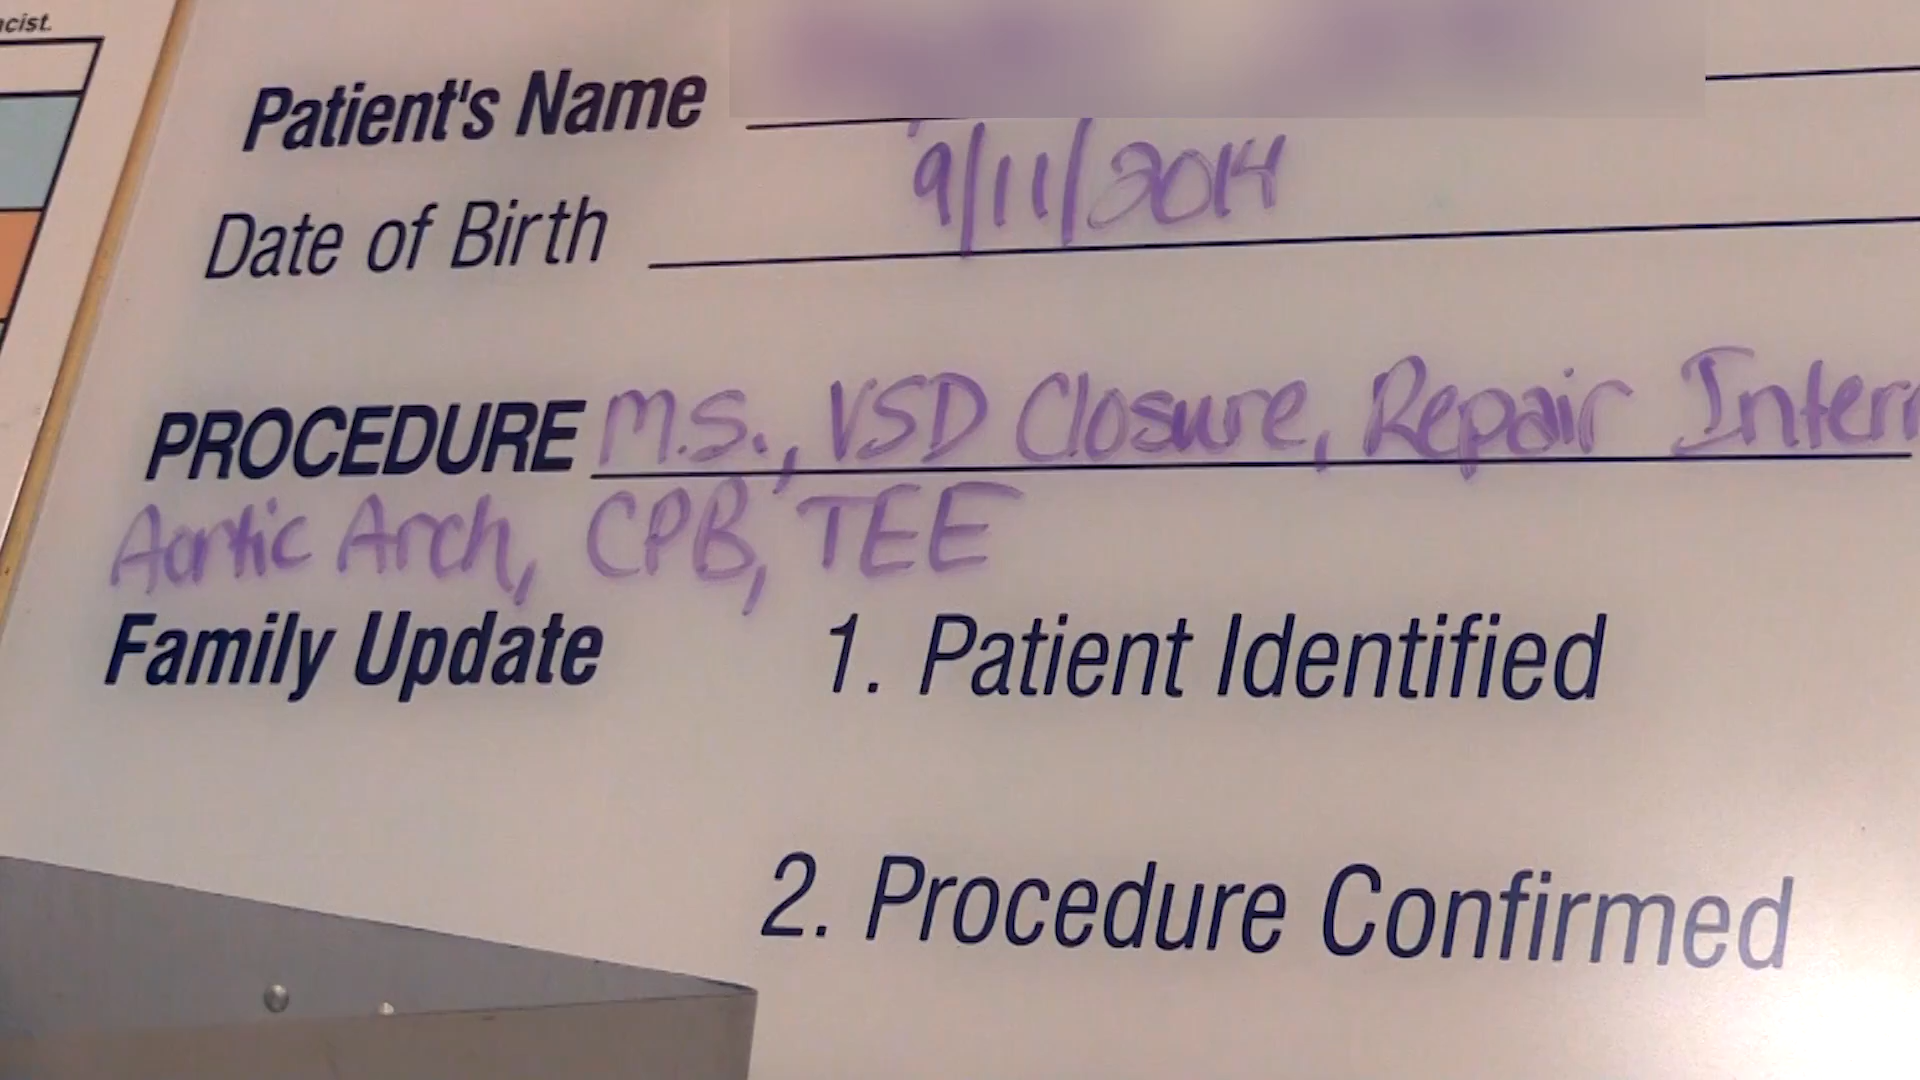 cist.
Patient's Name
Date of Birth 9/11/2014
PROCEDURE M.S., VSD Closure, Repair Interr
Aortic Arch, CPB, TEE
Family Update 1. Patient Identified
2. Procedure Confirmed